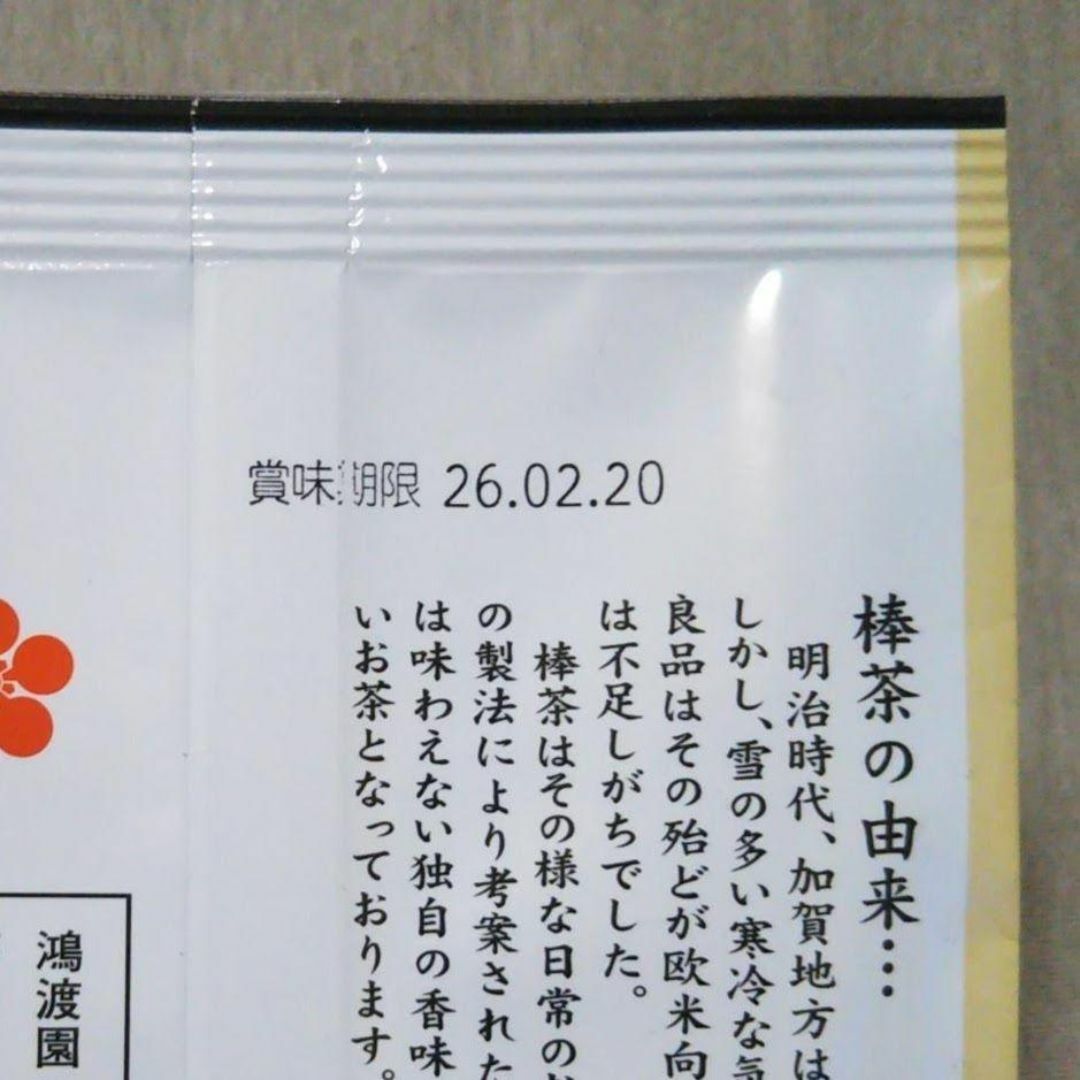 賞味期限 26.02.20
棒茶の由来…
明治時代、加賀地方は
しかし、雪の多い寒冷な気
良品はその殆どが欧米向
は不足しがちでした。
棒茶はその様な日常のお
の製法により考案された
は味わえない独自の香味
いお茶となっております。
鴻渡園